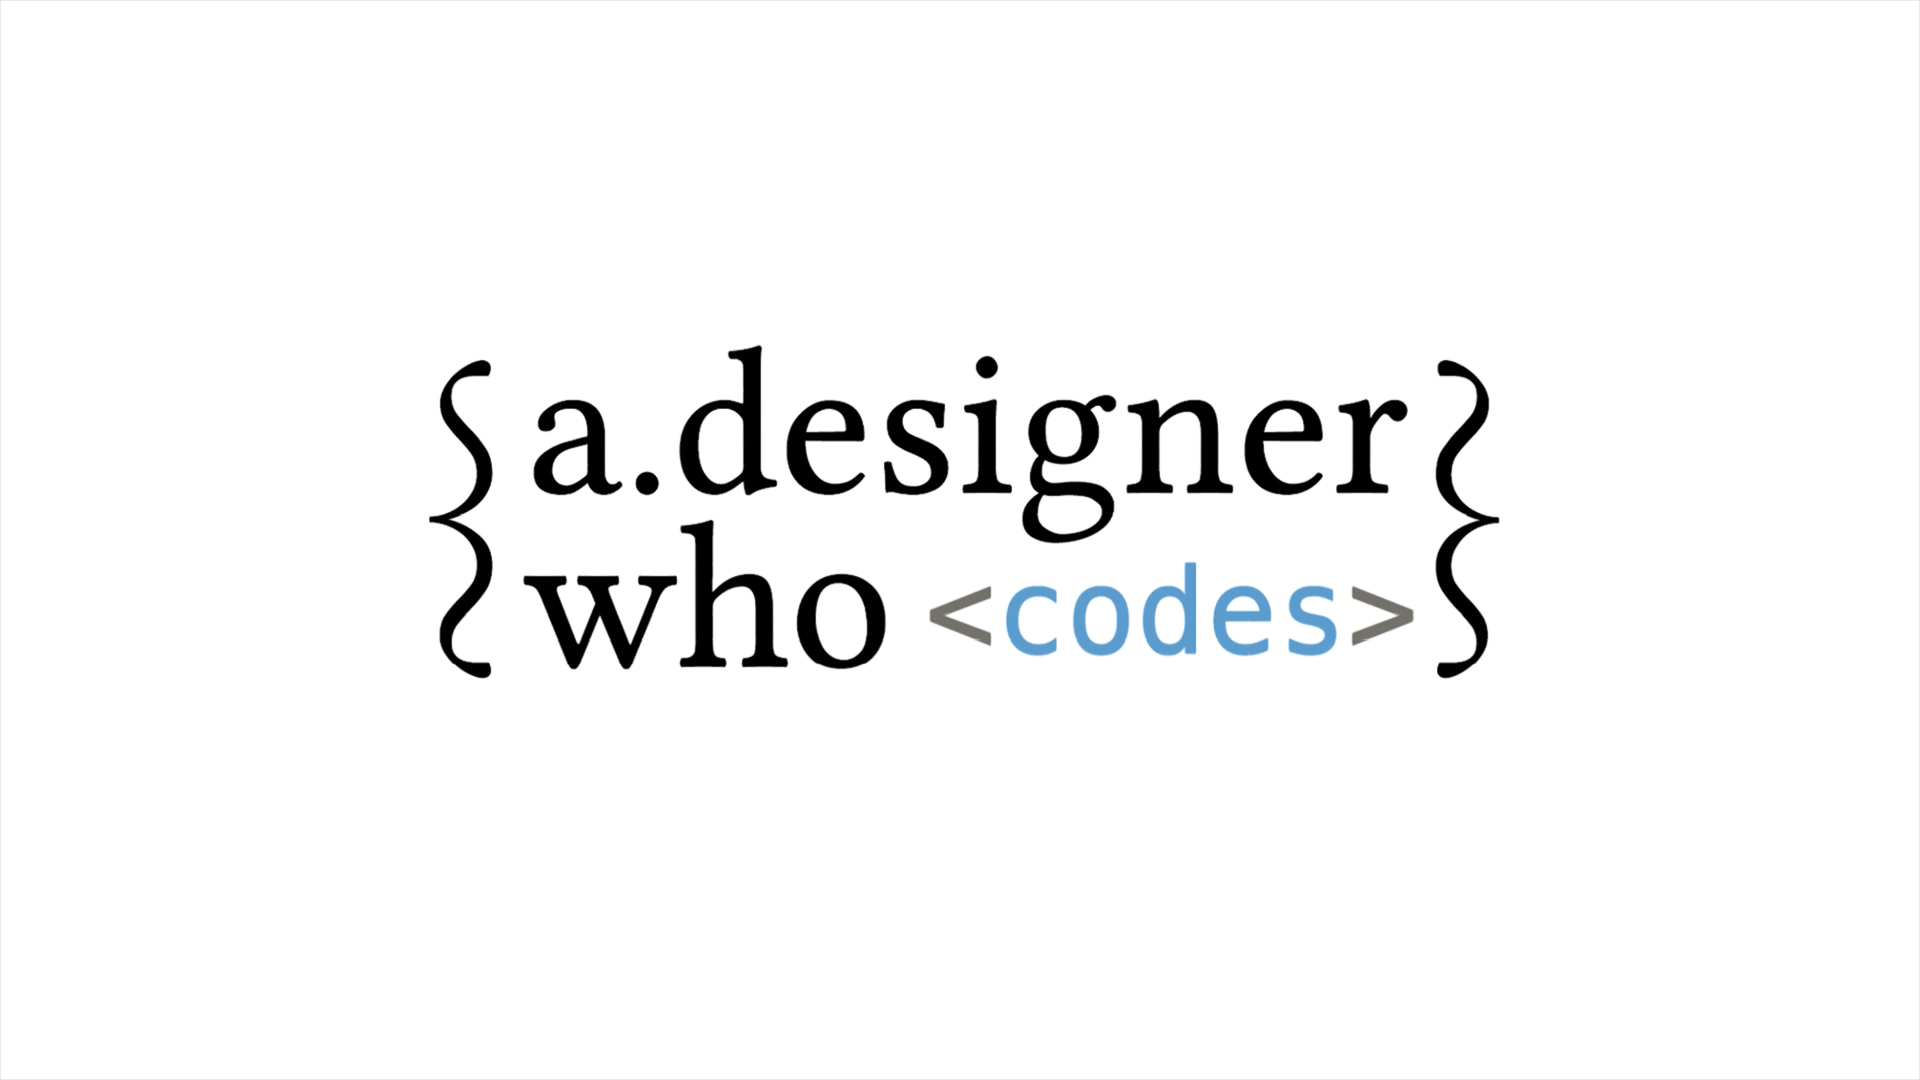 { a.designer
who <codes> }